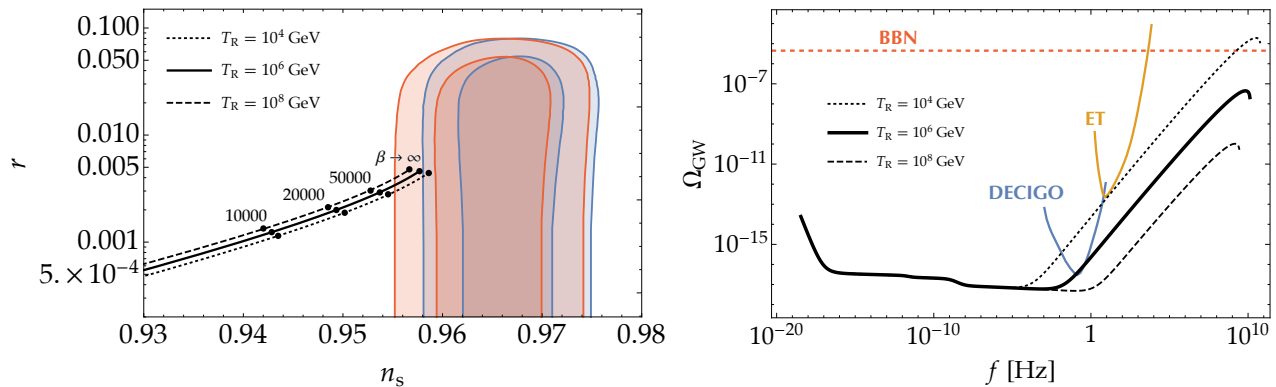 0.100
0.050
0.010
0.005
0.001
5.×10⁻⁴
r
T_R = 10⁴ GeV
T_R = 10⁶ GeV
T_R = 10⁸ GeV
β → ∞
50000
20000
10000
0.93 0.94 0.95 0.96 0.97 0.98
n_s
BBN
10⁻⁷
10⁻¹¹
10⁻¹⁵
Ω_GW
T_R = 10⁴ GeV
T_R = 10⁶ GeV
T_R = 10⁸ GeV
ET
DECIGO
10⁻²⁰ 10⁻¹⁰ 1 10¹⁰
f [Hz]